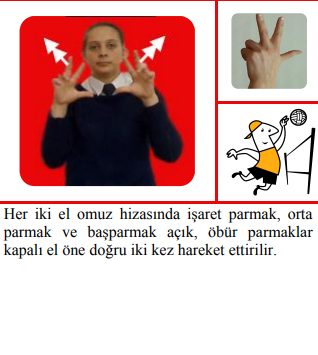 Her iki el omuz hizasında işaret parmak, orta
parmak ve başparmak açık, öbür parmaklar
kapalı el öne doğru iki kez hareket ettirilir.